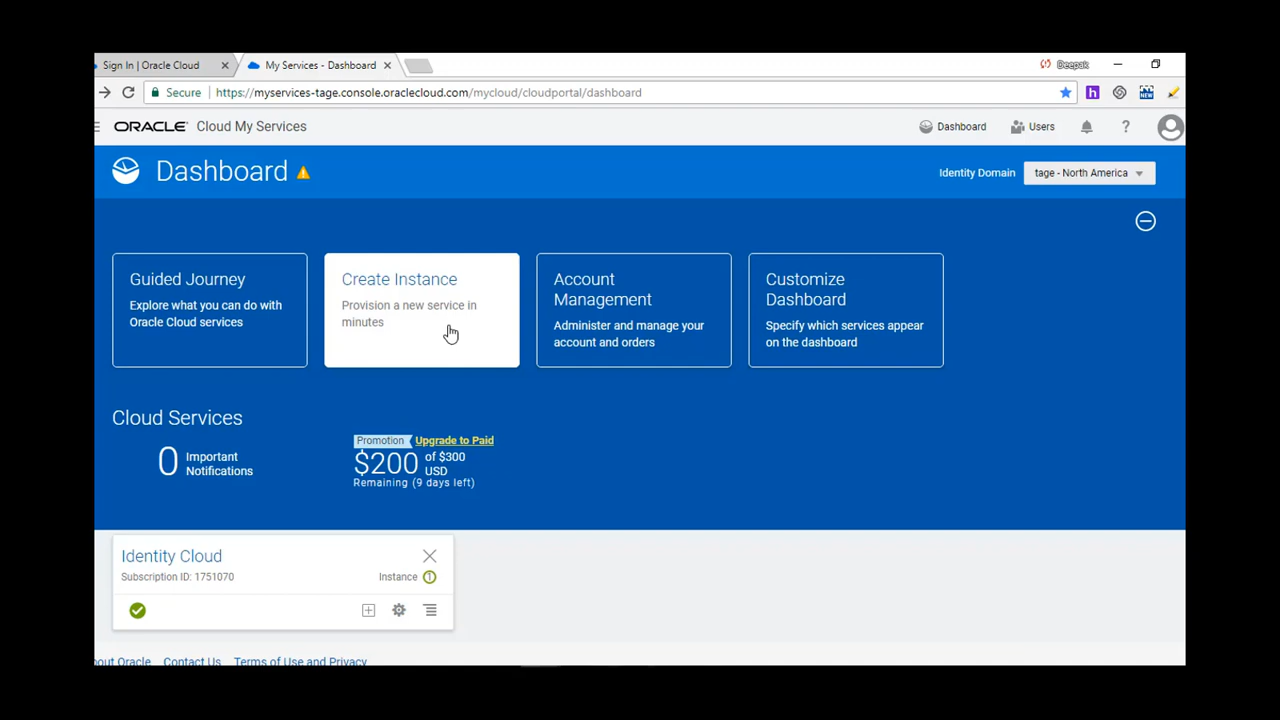 Sign In | Oracle Cloud
My Services - Dashboard
Deepak
Secure
https://myservices-tage.console.oraclecloud.com/mycloud/cloudportal/dashboard
NEW
ORACLE Cloud My Services
Dashboard
Users
?
Dashboard
Identity Domain
tage - North America
Guided Journey
Explore what you can do with
Oracle Cloud services
Create Instance
Provision a new service in
minutes
Account
Management
Administer and manage your
account and orders
Customize
Dashboard
Specify which services appear
on the dashboard
Cloud Services
0 Important
Notifications
Promotion Upgrade to Paid
$200 of $300
USD
Remaining (9 days left)
Identity Cloud
Subscription ID: 1751070
Instance 1
out Oracle Contact Us Terms of Use and Privacy